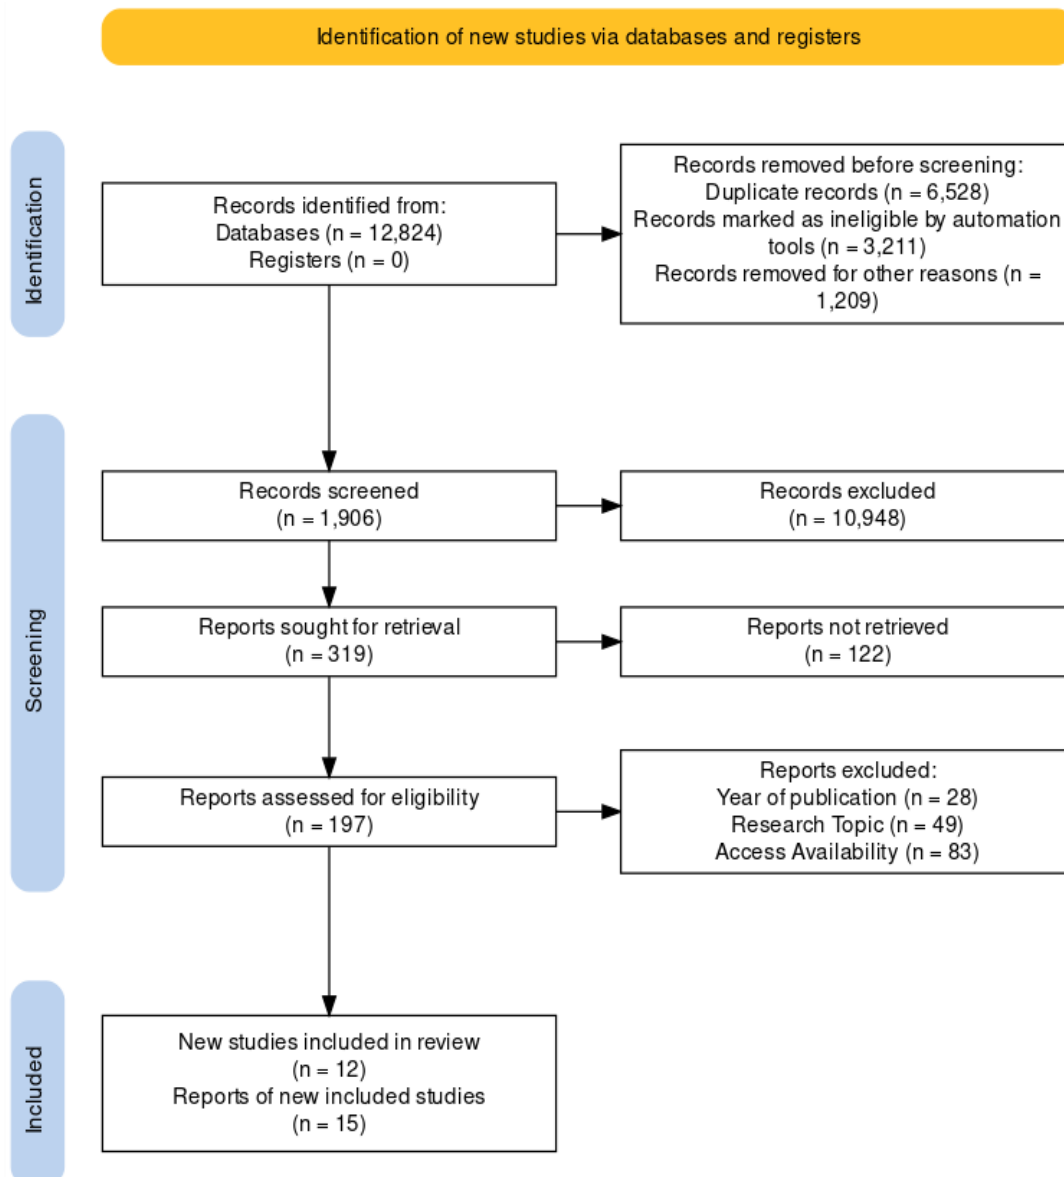 Identification of new studies via databases and registers
Identification
Records identified from:
Databases (n = 12,824)
Registers (n = 0)
Records removed before screening:
Duplicate records (n = 6,528)
Records marked as ineligible by automation
tools (n = 3,211)
Records removed for other reasons (n =
1,209)
Screening
Records screened
(n = 1,906)
Records excluded
(n = 10,948)
Reports sought for retrieval
(n = 319)
Reports not retrieved
(n = 122)
Reports assessed for eligibility
(n = 197)
Reports excluded:
Year of publication (n = 28)
Research Topic (n = 49)
Access Availability (n = 83)
Included
New studies included in review
(n = 12)
Reports of new included studies
(n = 15)